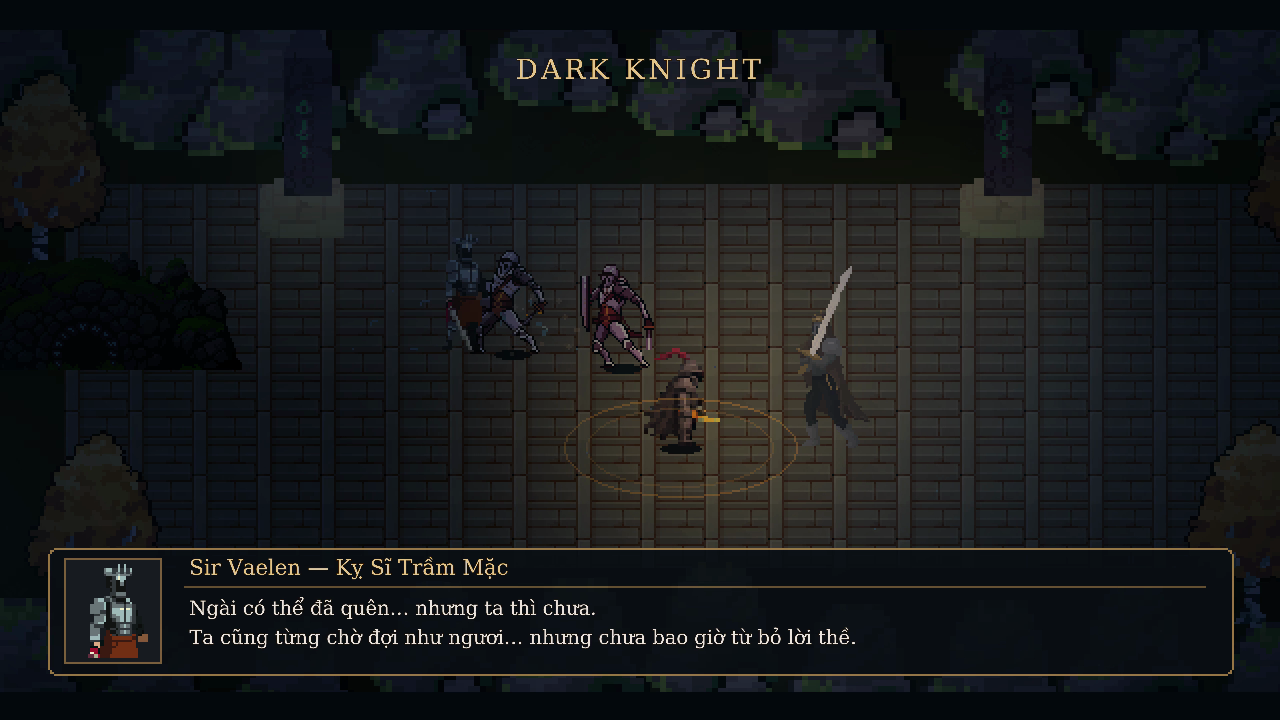 DARK KNIGHT
Sir Vaelen — Kỵ Sĩ Trầm Mặc
Ngài có thể đã quên... nhưng ta thì chưa.
Ta cũng từng chờ đợi như ngươi... nhưng chưa bao giờ từ bỏ lời thề.